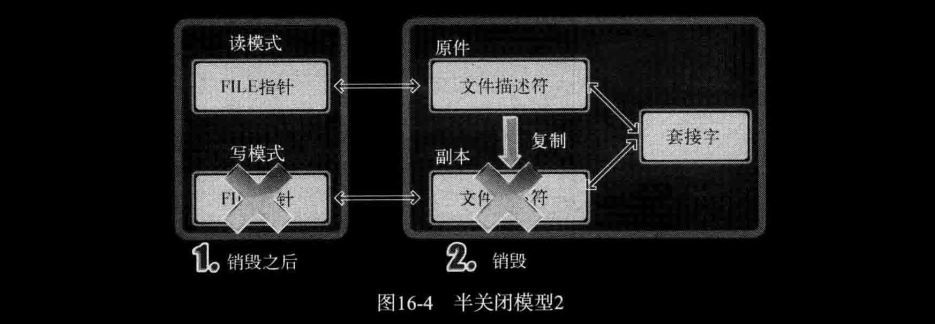 读模式
FILE指针
原件
文件描述符
套接字
复制
写模式
FI 针
副本
文件 符
1. 销毁之后
2. 销毁
图16-4 半关闭模型2